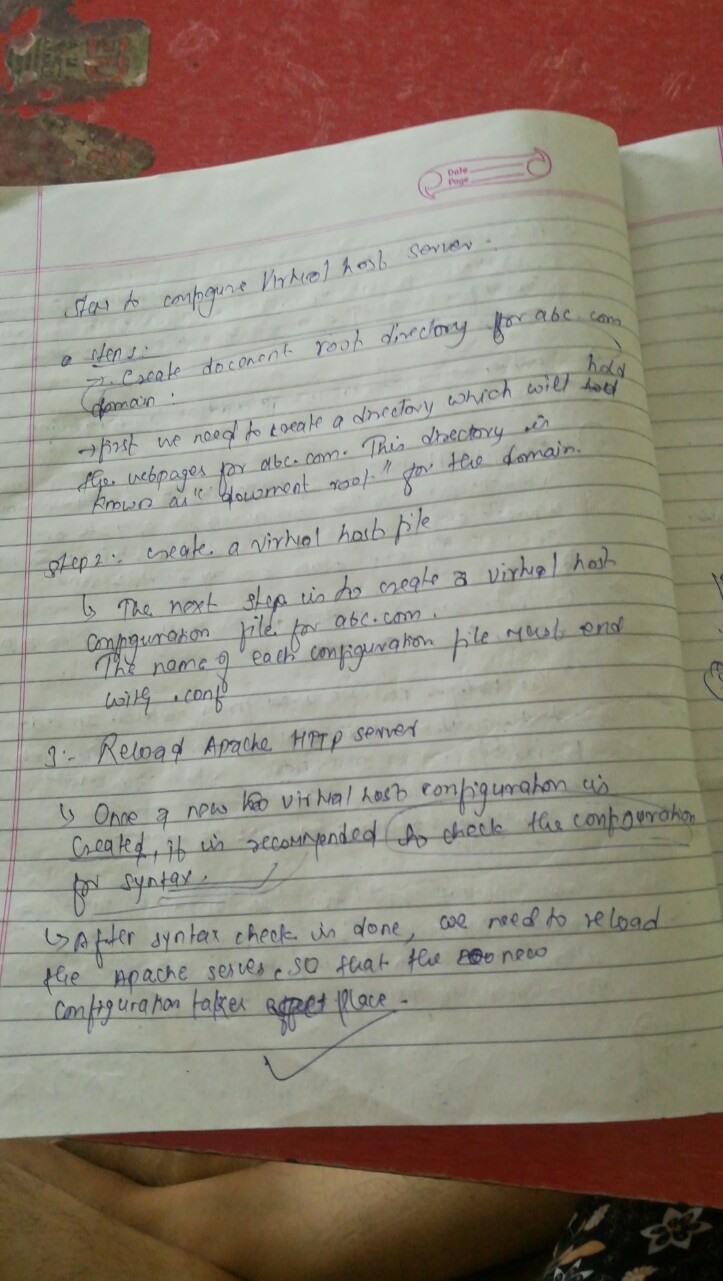 Date
Page
Steps to configure Virtual host server.
Step 1:
→ Create document root directory for abc.com
domain:
→ first we need to create a directory which will hold
the webpages for abc.com. This directory is
known as "document root" for the domain.
Step 2:- create a virtual host file
↳ The next step is to create a virtual host
configuration file for abc.com.
The name of each configuration file must end
with .conf
3:- Reload Apache HTTP server
↳ Once a new virtual host configuration is
created, it is recommended to check the configuration
for syntax.
↳ After syntax check is done, we need to reload
the Apache server. so that the new
configuration takes place.